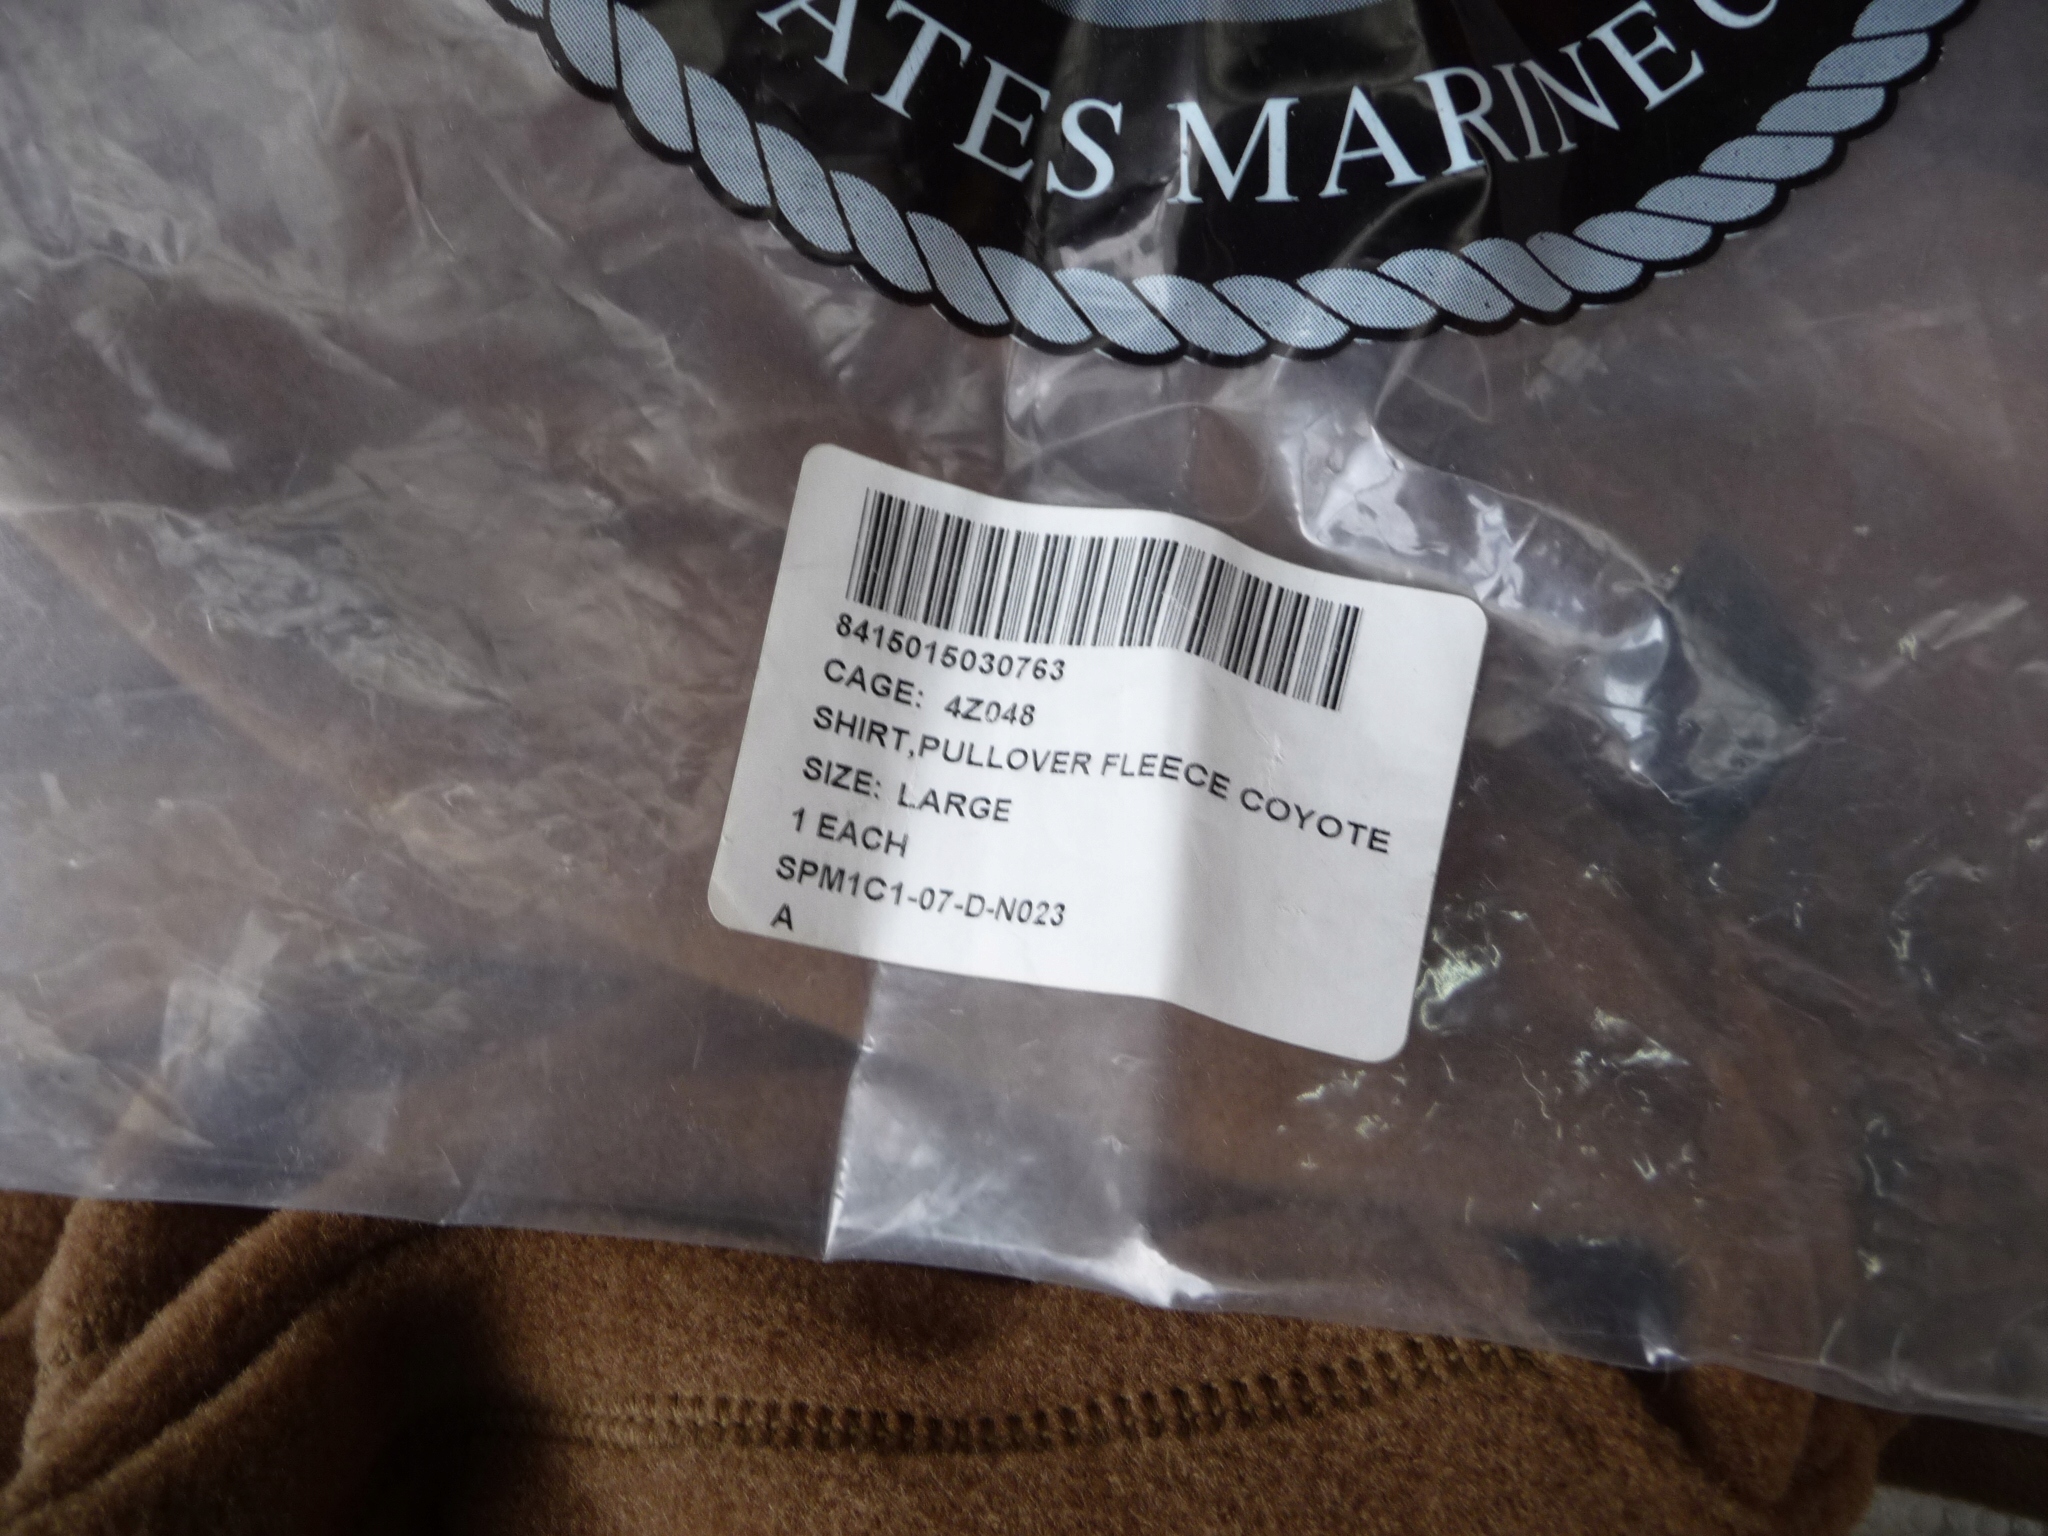 ATES MARINE C
8415015030763
CAGE: 4Z048
SHIRT,PULLOVER FLEECE COYOTE
SIZE: LARGE
1 EACH
SPM1C1-07-D-N023
A